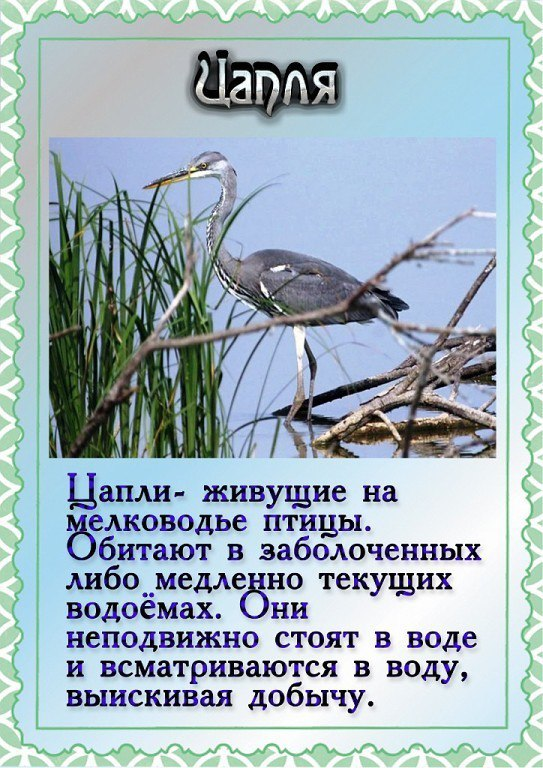 Цапля
Цапли- живущие на
мелководье птицы.
Обитают в заболоченных
либо медленно текущих
водоёмах. Они
неподвижно стоят в воде
и всматриваются в воду,
выискивая добычу.